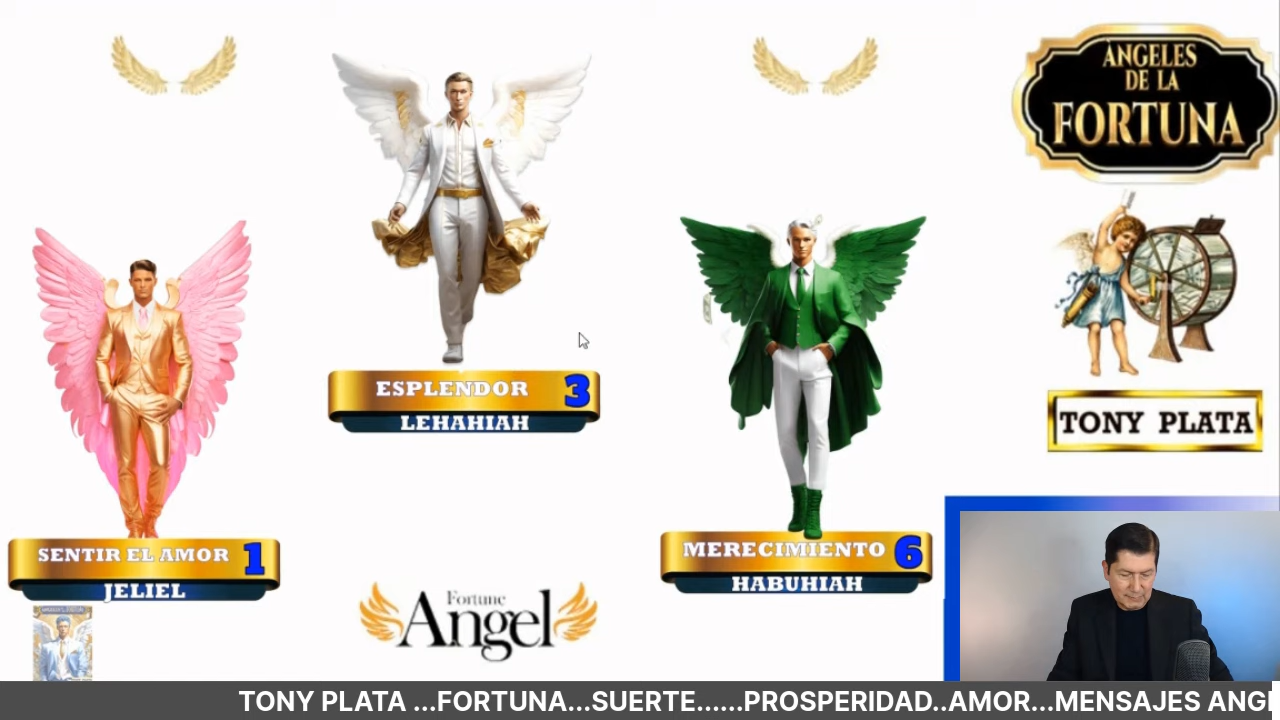 ÀNGELES
DE LA
FORTUNA
ESPLENDOR 3
LEHAHIAH
TONY PLATA
SENTIR EL AMOR 1
JELIEL
MERECIMIENTO 6
HABUHIAH
Fortune
Angel
TONY PLATA ...FORTUNA...SUERTE......PROSPERIDAD..AMOR...MENSAJES ANG